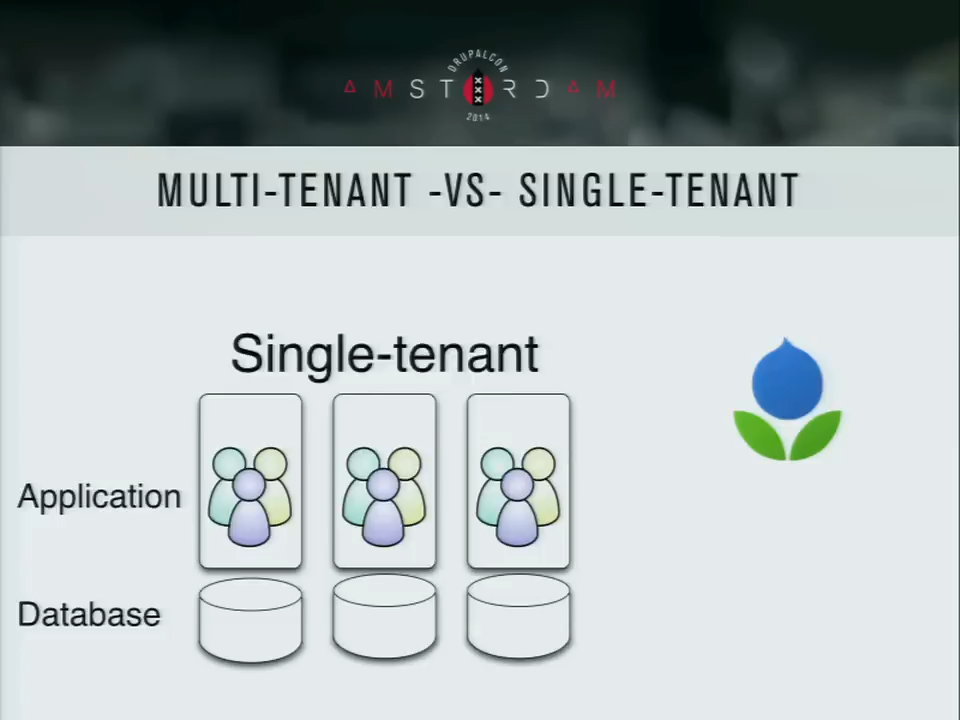 DRUPALCON
AMSTERDAM
2014
MULTI-TENANT -VS- SINGLE-TENANT
Single-tenant
Application
Database